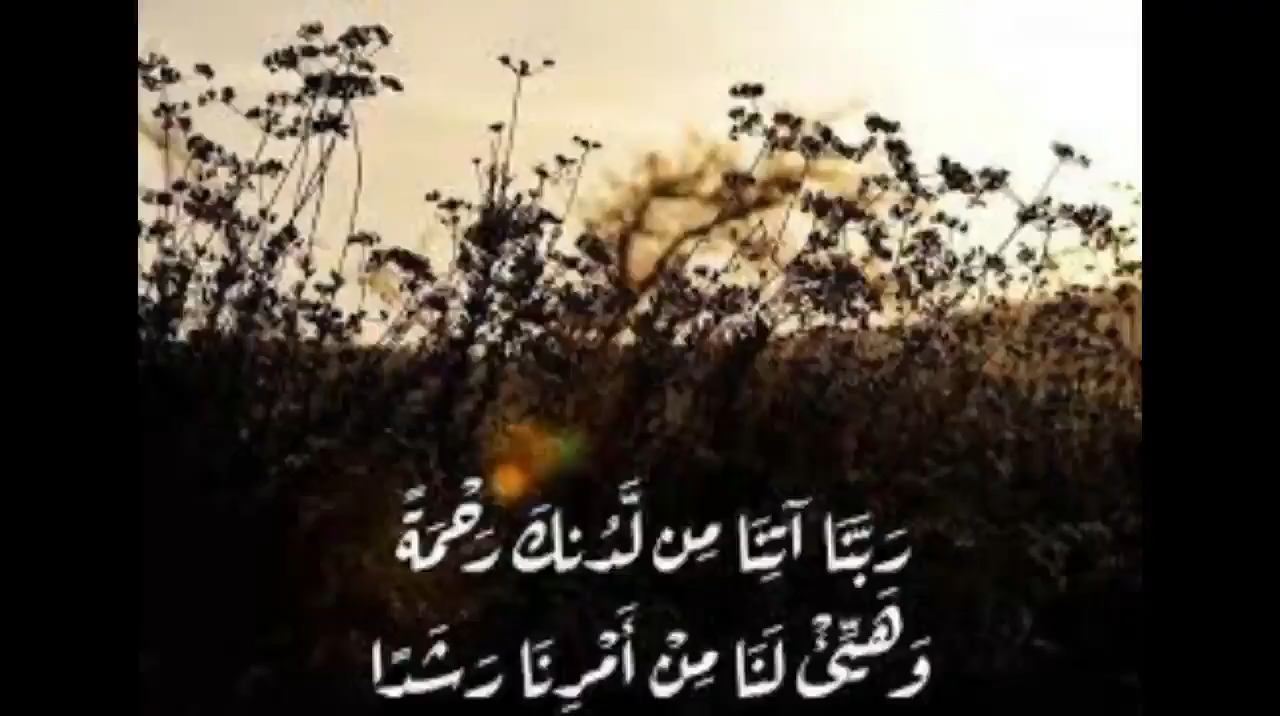 رَبَّنَا آتِنَا مِن لَّدُنكَ رَحْمَةً
وَهَيِّئْ لَنَا مِنْ أَمْرِنَا رَشَدًا